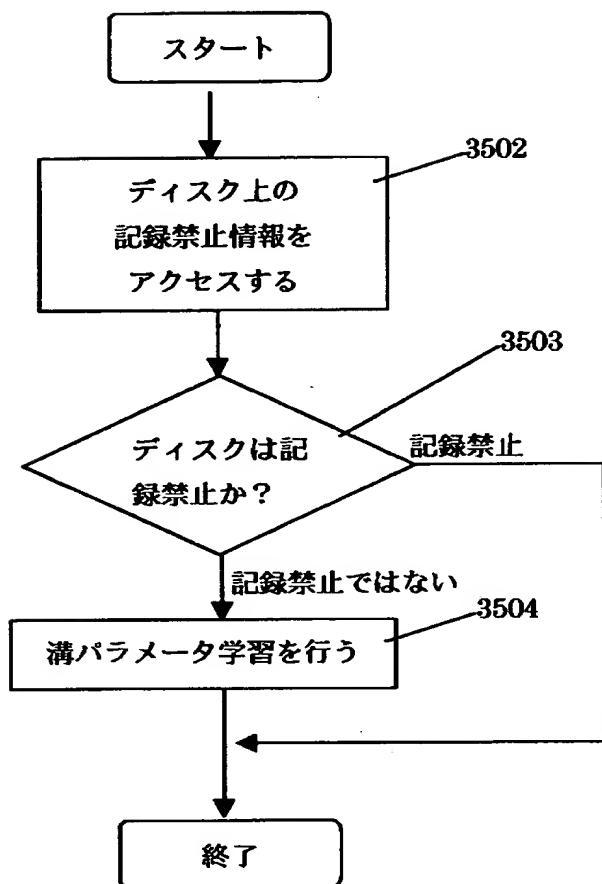 スタート
3502
ディスク上の
記録禁止情報を
アクセスする
3503
ディスクは記
録禁止か？
記録禁止
記録禁止ではない
3504
溝パラメータ学習を行う
終了